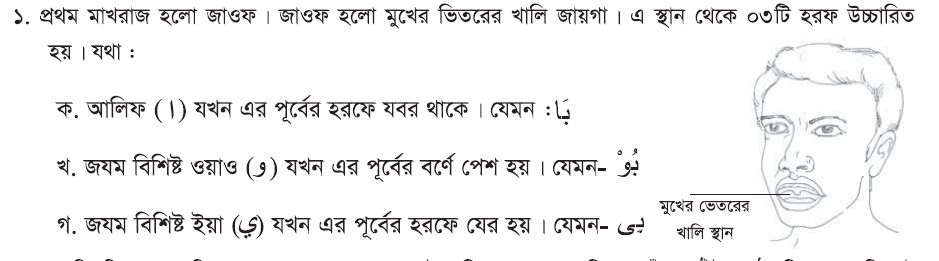 ১. প্রথম মাখরাজ হলো জাওফ। জাওফ হলো মুখের ভিতরের খালি জায়গা। এ স্থান থেকে ০৩টি হরফ উচ্চারিত
হয়। যথা :
ক. আলিফ (ا) যখন এর পূর্বের হরফে যবর থাকে। যেমন : بَا
খ. জযম বিশিষ্ট ওয়াও (و) যখন এর পূর্বের বর্ণে পেশ হয়। যেমন- بُوْ
গ. জযম বিশিষ্ট ইয়া (ي) যখন এর পূর্বের হরফে যের হয়। যেমন- بِى
মুখের ভেতরের
খালি স্থান